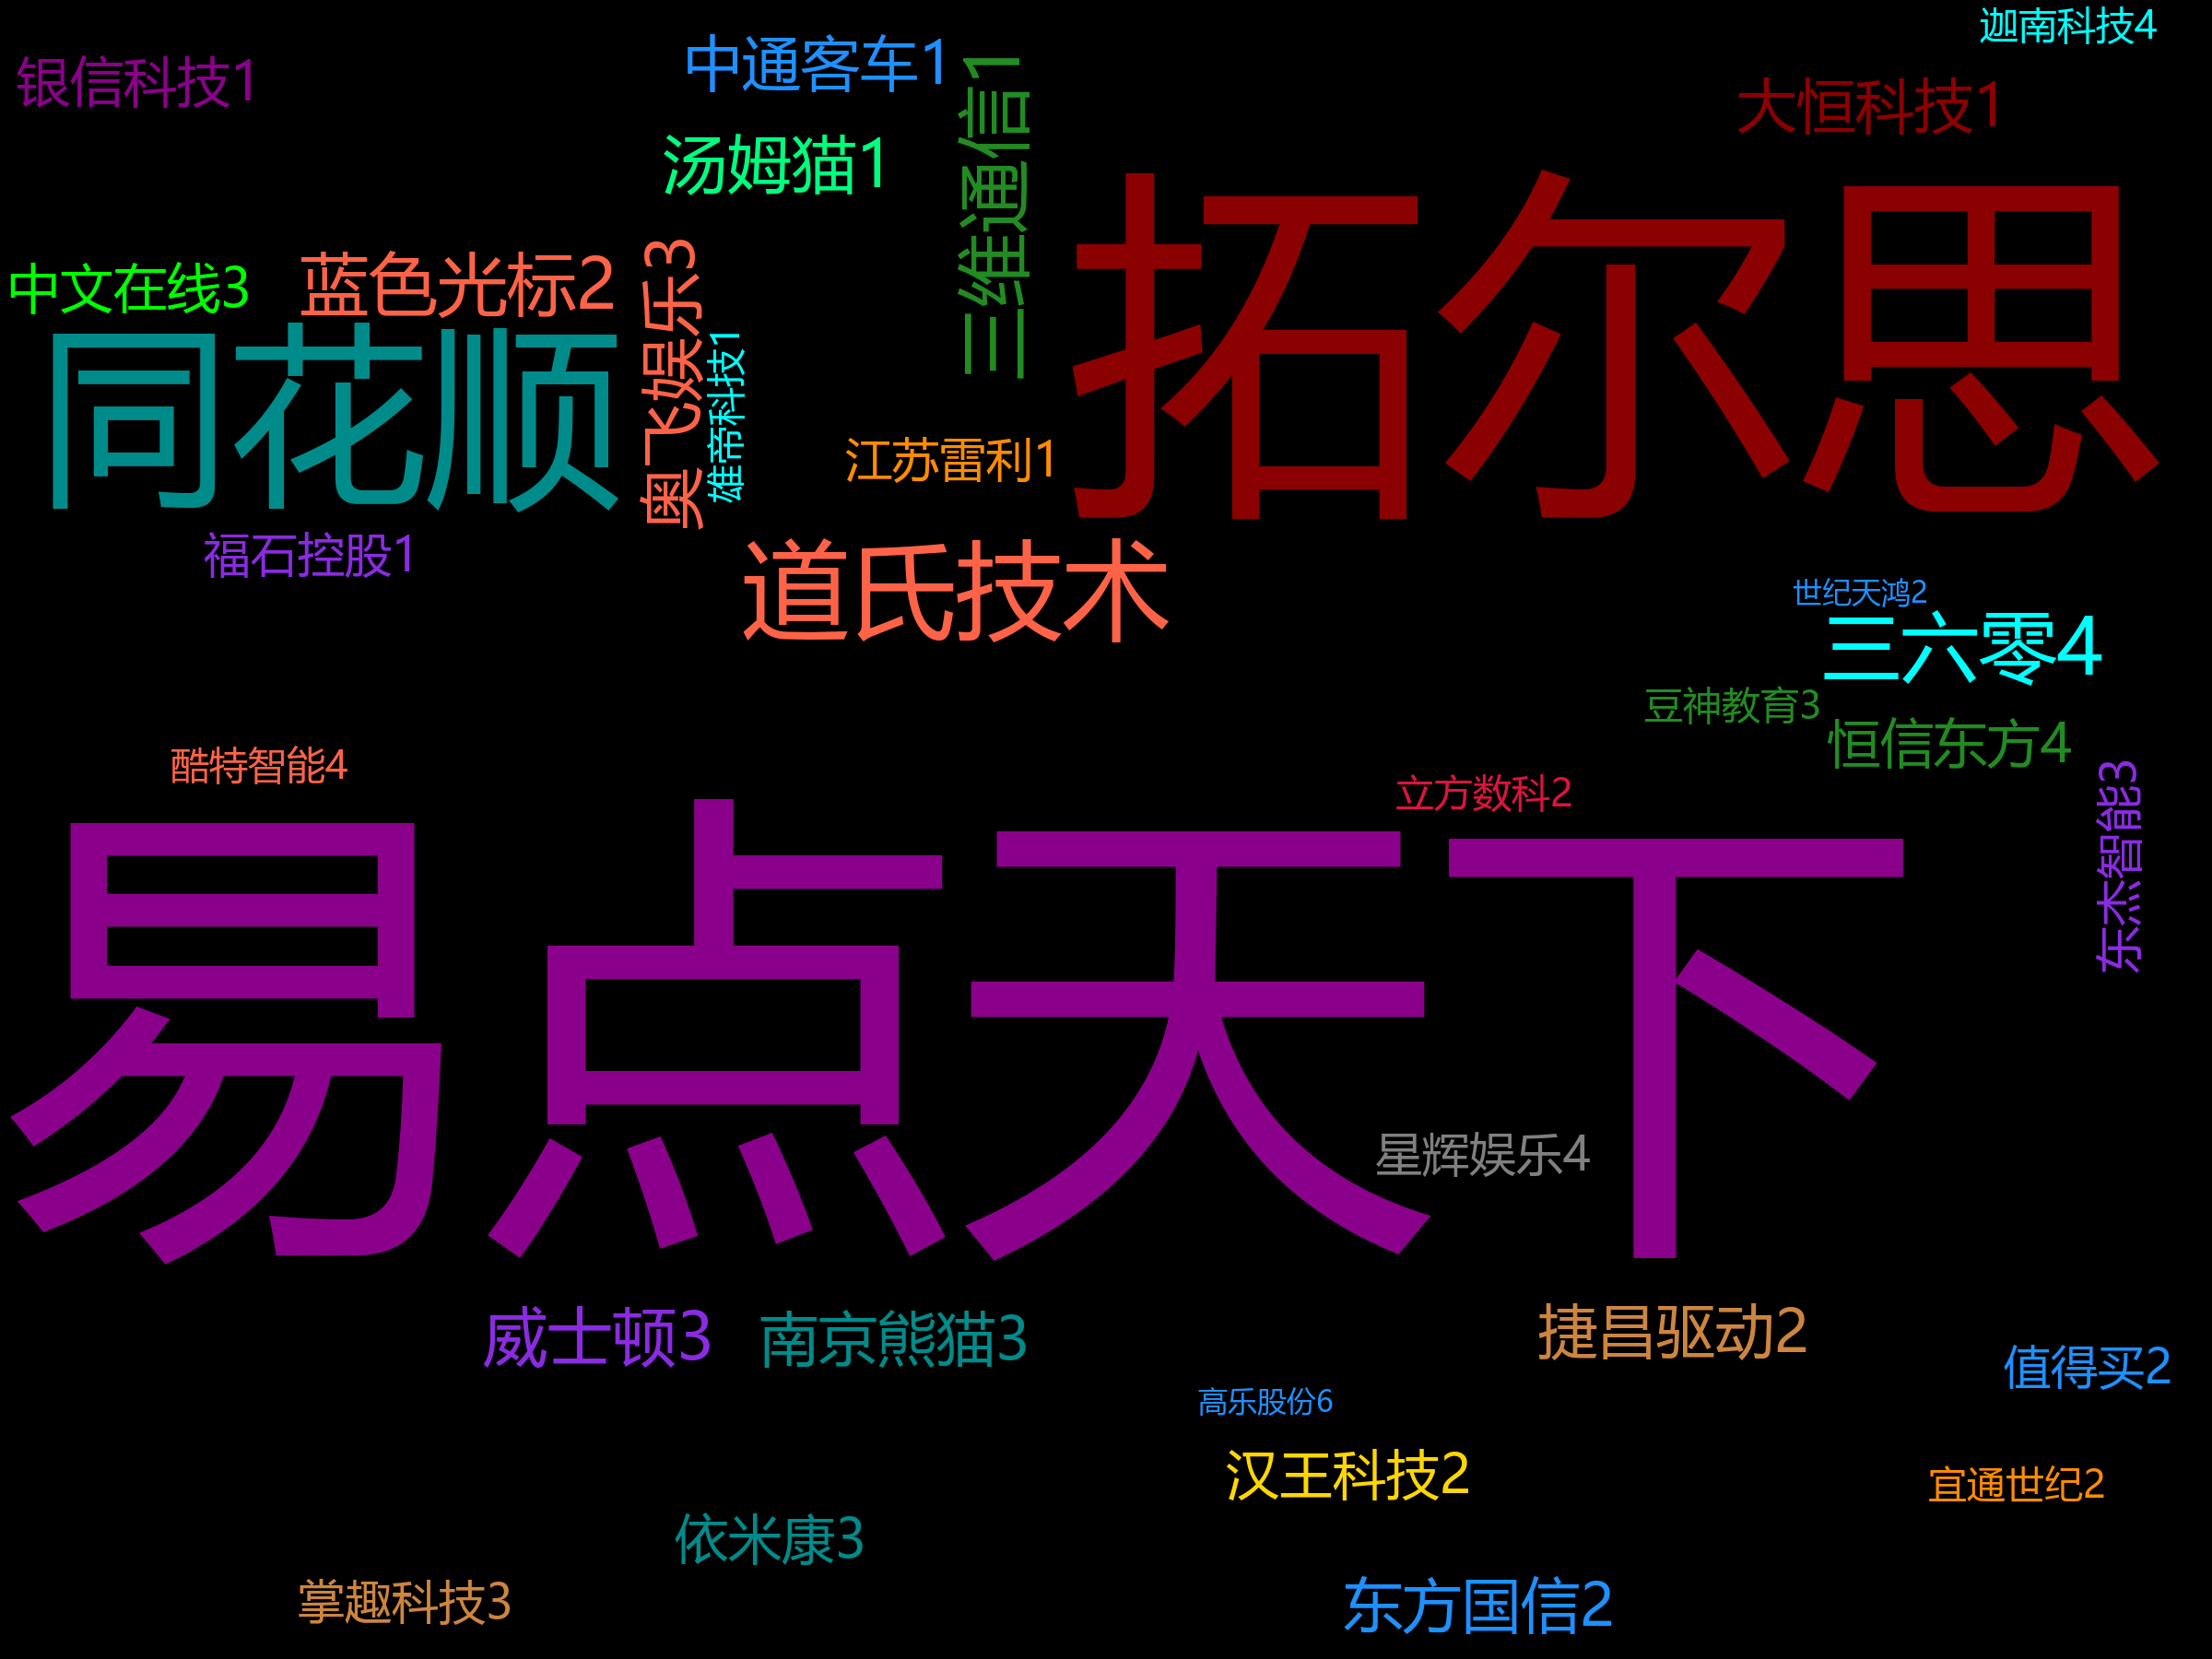 迦南科技4
银信科技1
中通客车1
三维通信1
大恒科技1
汤姆猫1
拓尔思
中文在线3
蓝色光标2
奥飞娱乐3
同花顺
雄帝科技1
江苏雷利1
福石控股1
道氏技术
世纪天鸿2
三六零4
豆神教育3
恒信东方4
酷特智能4
立方数科2
东杰智能3
易点天下
星辉娱乐4
威士顿3
南京熊猫3
捷昌驱动2
值得买2
高乐股份6
汉王科技2
宜通世纪2
依米康3
掌趣科技3
东方国信2